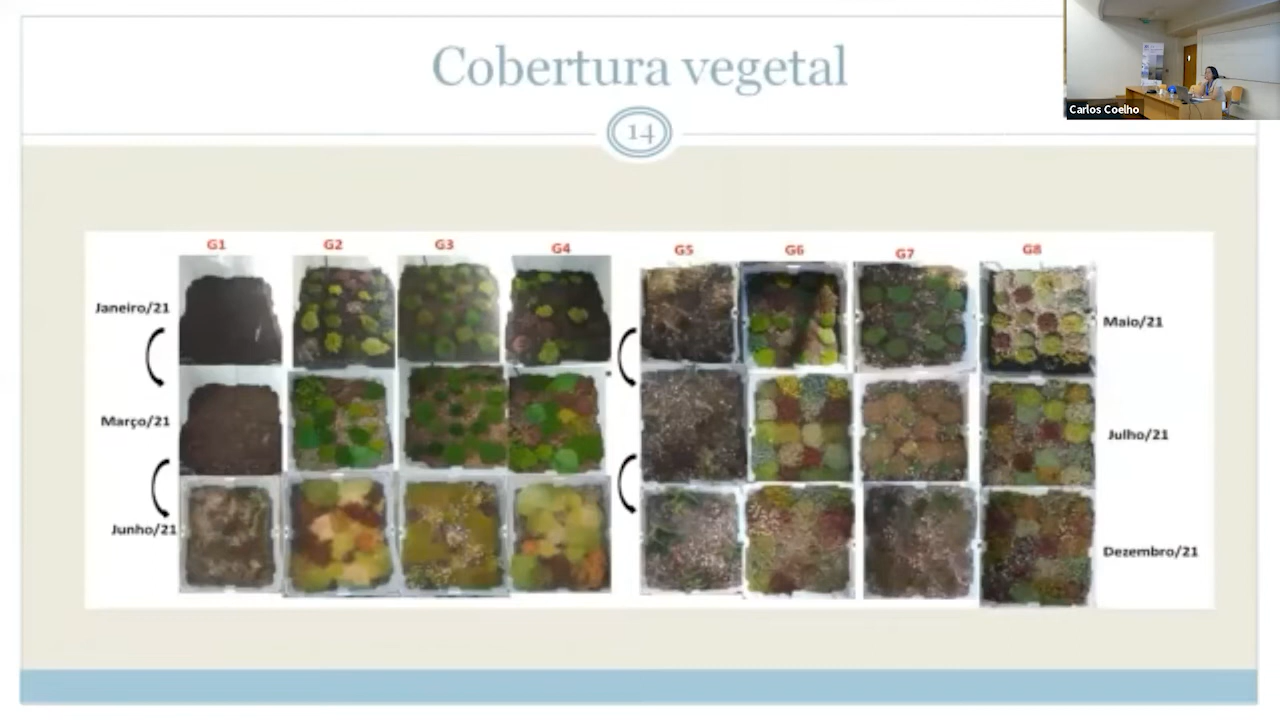 Cobertura vegetal
Carlos Coelho
14
G1 G2 G3 G4 G5 G6 G7 G8
Janeiro/21
Maio/21
Março/21
Julho/21
Junho/21
Dezembro/21